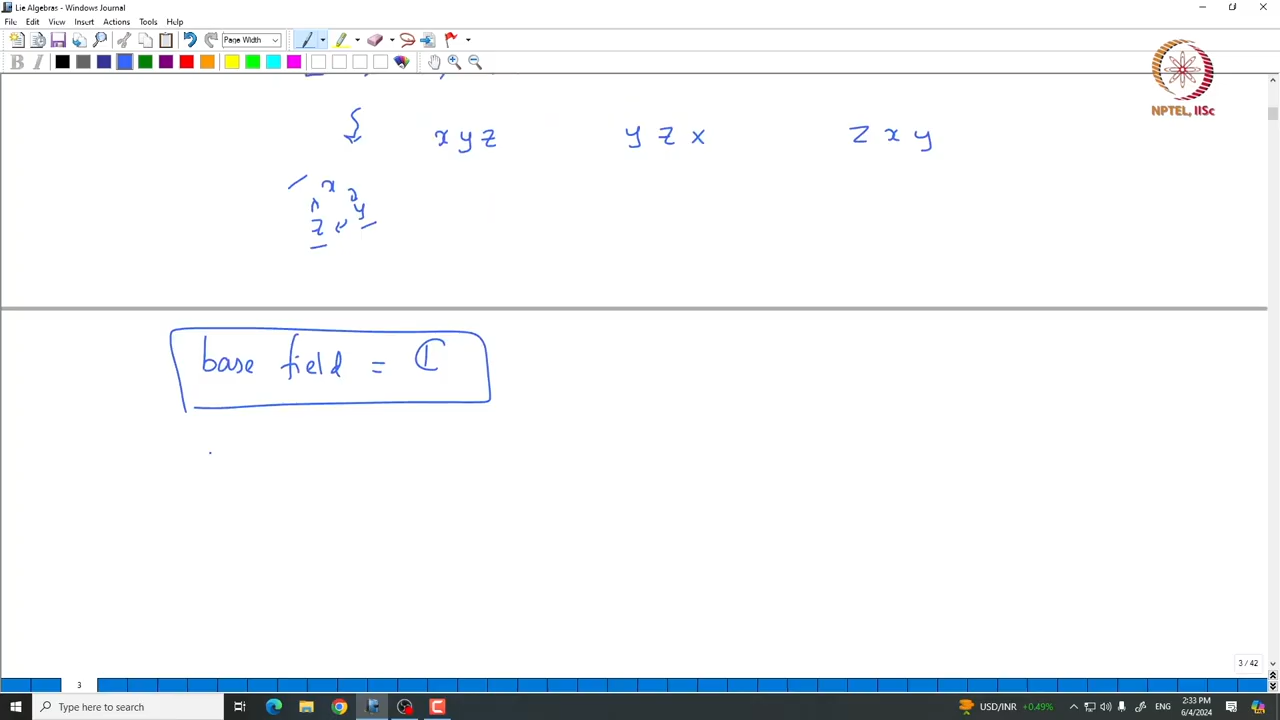 Lie Algebras - Windows Journal
File Edit View Insert Actions Tools Help
Page Width
B I
NPTEL, IISc
x y z y z x z x y
x
z y
base field = ℂ
3 / 42
3
Type here to search
USD/INR +0.49%
ENG
2:33 PM
6/4/2024